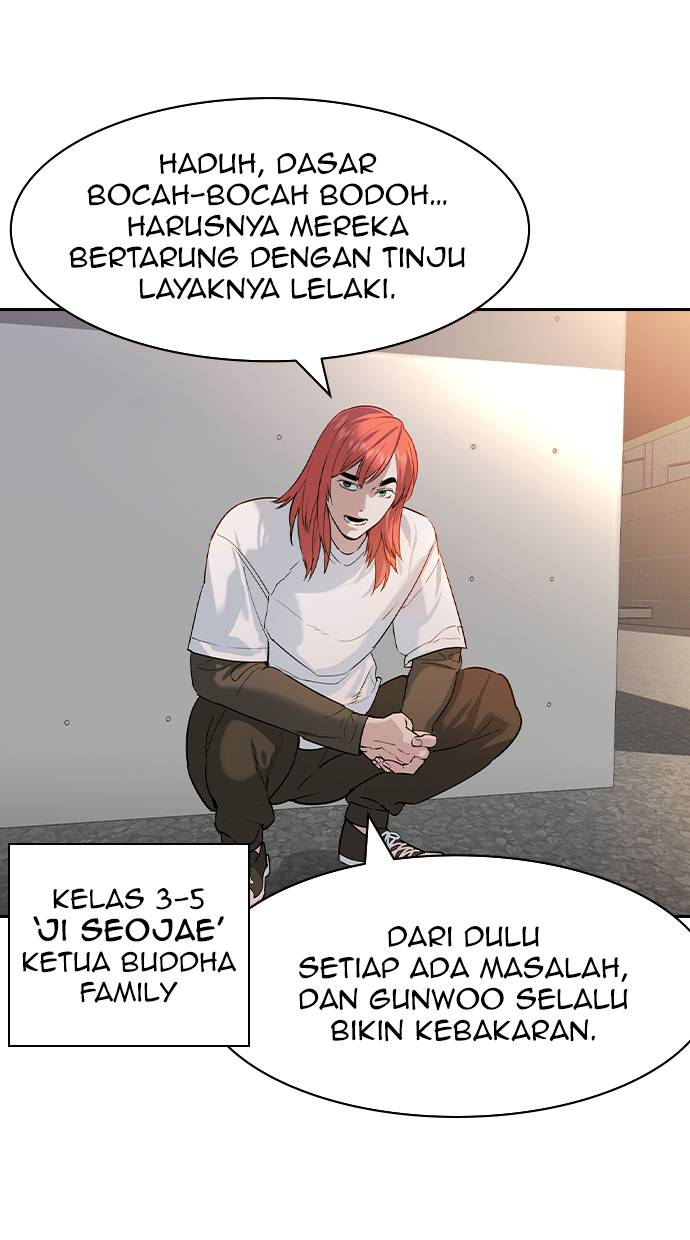 HADUH, DASAR
BOCAH-BOCAH BODOH...
HARUSNYA MEREKA
BERTARUNG DENGAN TINJU
LAYAKNYA LELAKI.
KELAS 3-5
'JI SEOJAE'
KETUA BUDDHA
FAMILY
DARI DULU
SETIAP ADA MASALAH,
DAN GUNWOO SELALU
BIKIN KEBAKARAN.